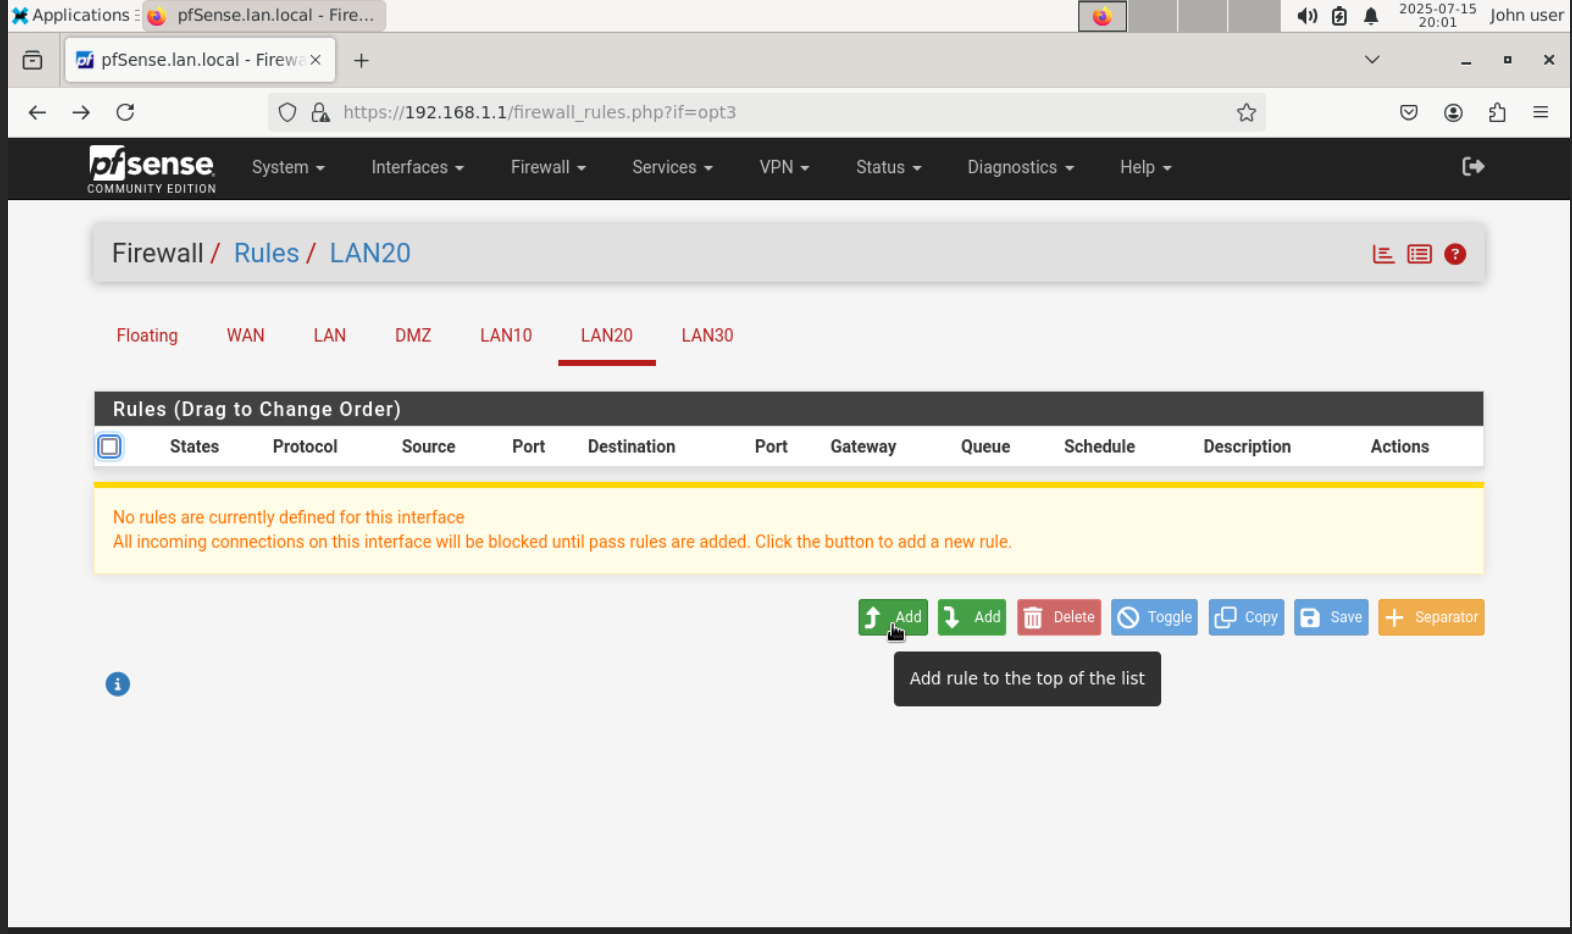 Applications
pfSense.lan.local - Fire...
2025-07-15
20:01
John user
pfSense.lan.local - Firewa
https://192.168.1.1/firewall_rules.php?if=opt3
pfsense
COMMUNITY EDITION
System
Interfaces
Firewall
Services
VPN
Status
Diagnostics
Help
Firewall / Rules / LAN20
?
Floating
WAN
LAN
DMZ
LAN10
LAN20
LAN30
Rules (Drag to Change Order)
States Protocol Source Port Destination Port Gateway Queue Schedule Description Actions
No rules are currently defined for this interface
All incoming connections on this interface will be blocked until pass rules are added. Click the button to add a new rule.
Add
Add
Delete
Toggle
Copy
Save
Separator
Add rule to the top of the list